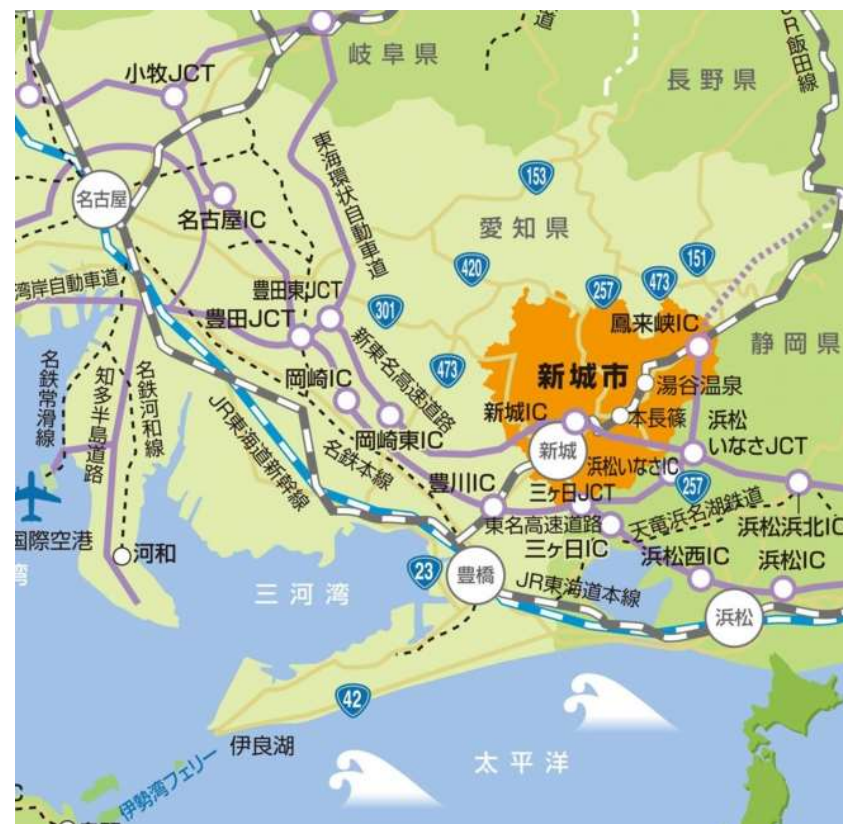 岐阜県
道
JR飯田線
小牧JCT
長野県
名古屋
153
東海環状自動車道
名古屋IC
愛知県
420
151
湾岸自動車道
豊田東JCT
257
473
301
豊田JCT
鳳来峡IC
静岡県
新東名高速道路
473
新城市
湯谷温泉
名鉄常滑線
知多半島道路
名鉄河和線
岡崎IC
新城IC
本長篠
浜松
いなさJCT
JR東海道新幹線
名鉄本線
岡崎東IC
新城
浜松いなさIC
豊川IC
三ヶ日JCT
257
天竜浜名湖鉄道
国際空港
東名高速道路
浜松浜北IC
河和
三ヶ日IC
浜松西IC
浜松IC
湾
三河湾
23
豊橋
JR東海道本線
浜松
42
伊良湖
太平洋
伊勢湾フェリー
C